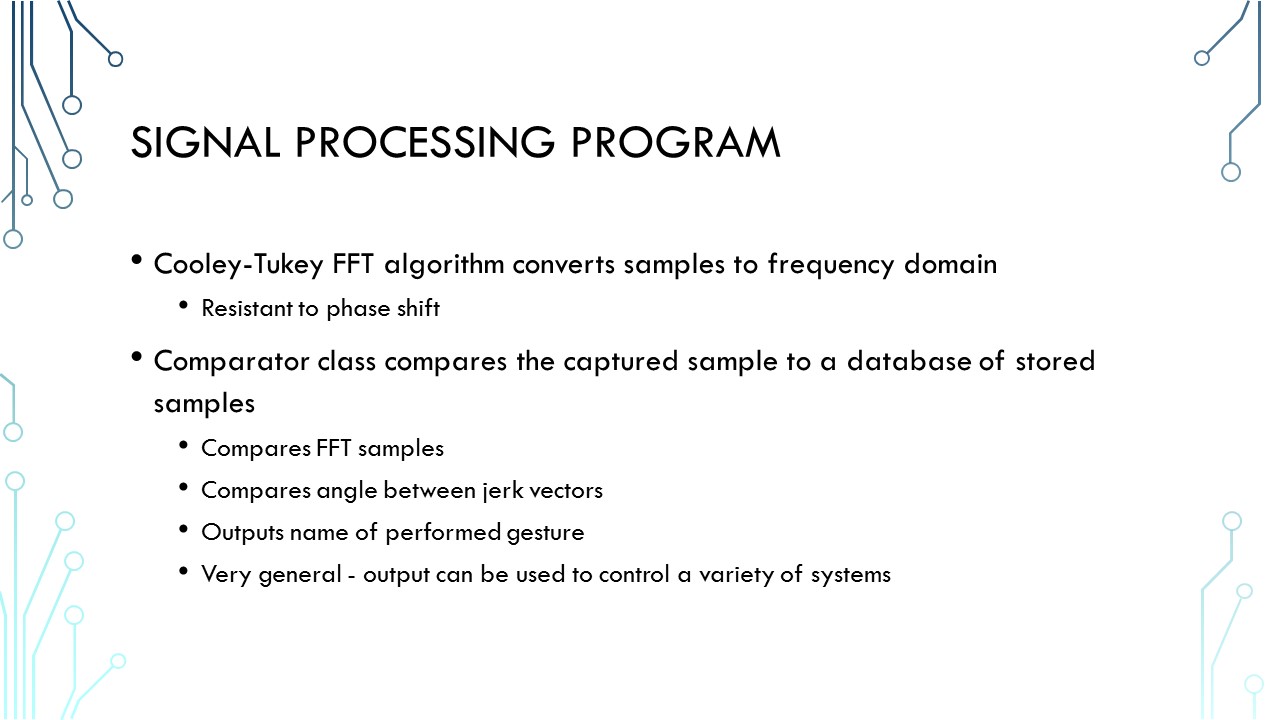 SIGNAL PROCESSING PROGRAM
• Cooley-Tukey FFT algorithm converts samples to frequency domain
• Resistant to phase shift
• Comparator class compares the captured sample to a database of stored
samples
• Compares FFT samples
• Compares angle between jerk vectors
• Outputs name of performed gesture
• Very general - output can be used to control a variety of systems